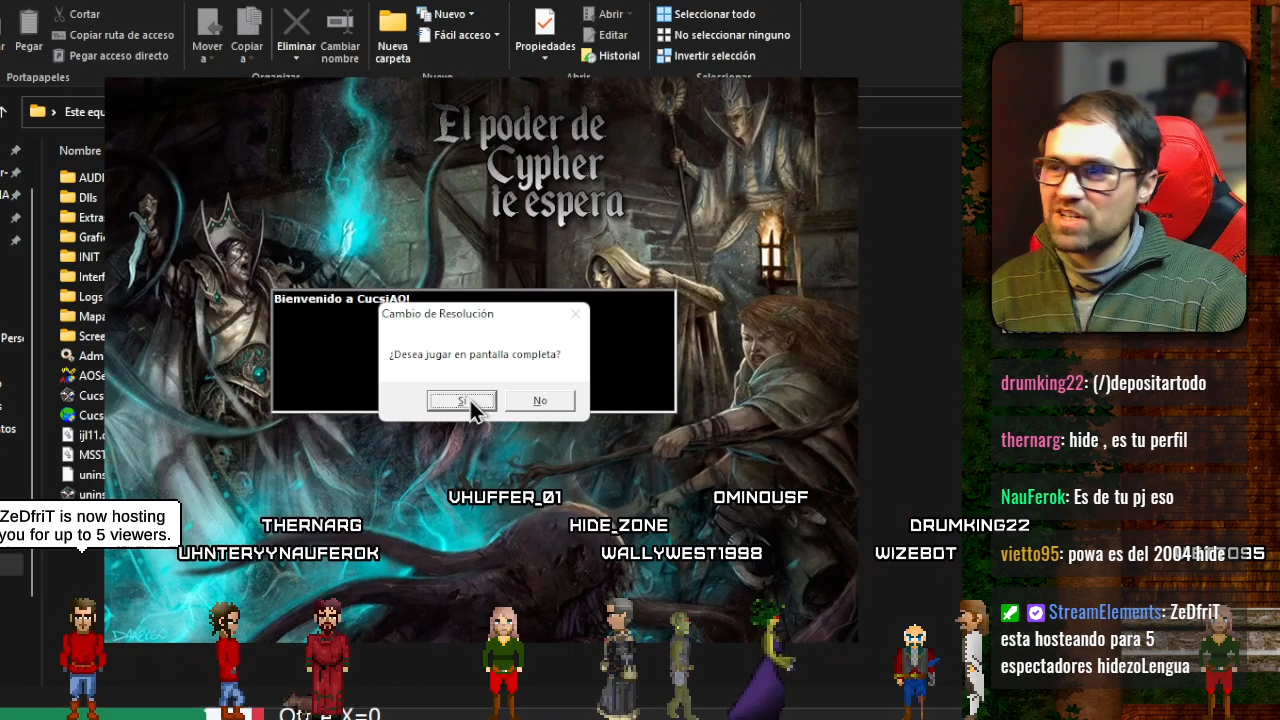 Pegar
Cortar
Copiar ruta de acceso
Pegar acceso directo
Portapapeles
Mover a
Copiar a
Eliminar
Cambiar nombre
Organizar
Nueva carpeta
Nuevo
Fácil acceso
Nuevo
Propiedades
Abrir
Editar
Historial
Abrir
Seleccionar todo
No seleccionar ninguno
Invertir selección
Seleccionar
Este equ
Nombre
AUDI
Dlls
Extra
Grafi
INIT
Interf
Logs
Mapa
Scree
Adm
AOSe
Cucs
Cucs
ijl11.d
MSST
unins
unins
El poder de
Cypher
te espera
Bienvenido a CucsiAO!
Cambio de Resolución
¿Desea jugar en pantalla completa?
Sí
No
ZeDfriT is now hosting
you for up to 5 viewers.
VHUFFER_01
OMINOUSF
THERNARG
HIDE_ZONE
DRUMKING22
UHNTERYYNAUFEROK
WALLYWEST1998
WIZEBOT
drumking22: (/)depositartodo
thernarg: hide , es tu perfil
NauFerok: Es de tu pj eso
vietto95: powa es del 2004 hide
StreamElements: ZeDfriT
esta hosteando para 5
espectadores hidezoLengua